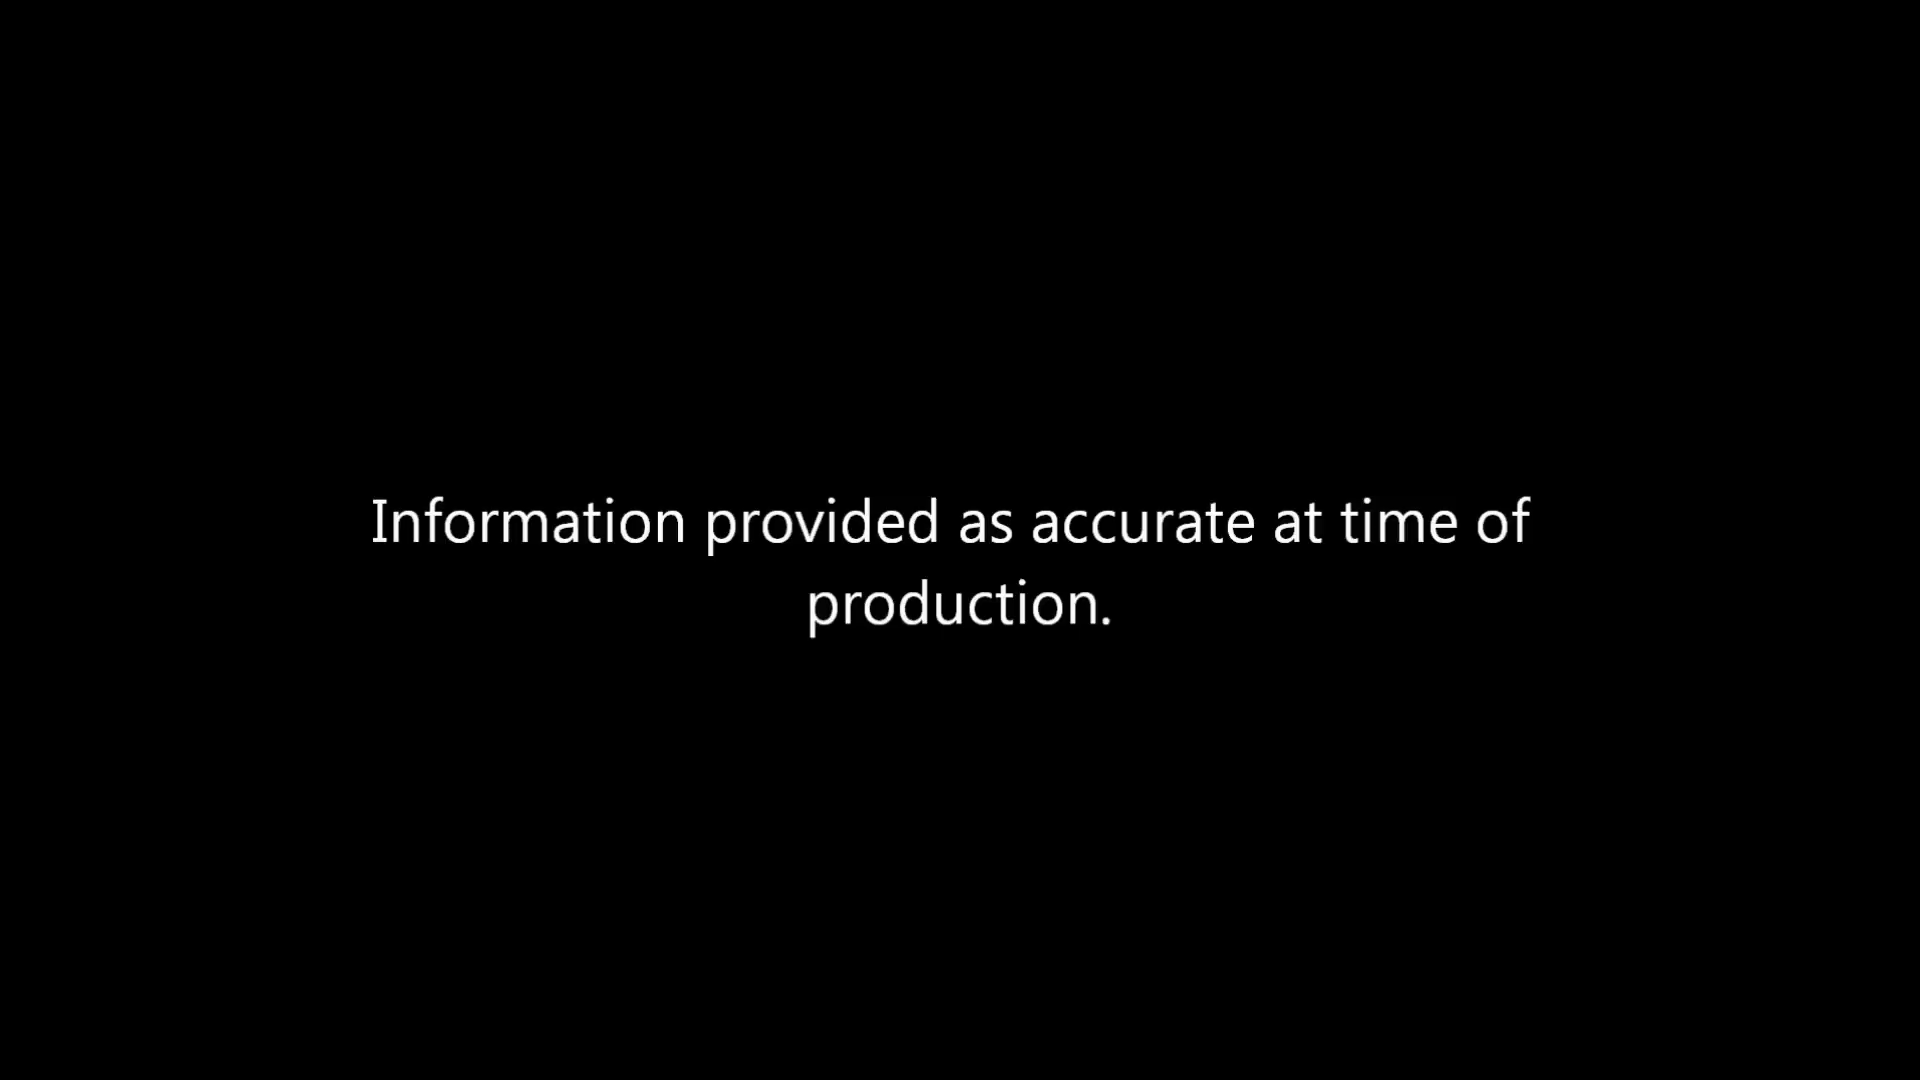 Information provided as accurate at time of
production.